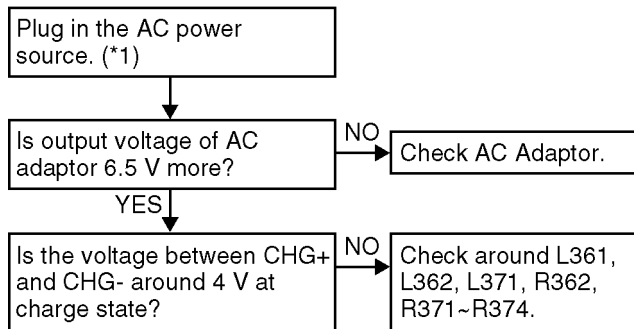 Plug in the AC power
source. (*1)
Is output voltage of AC
adaptor 6.5 V more?
NO
Check AC Adaptor.
YES
Is the voltage between CHG+
and CHG- around 4 V at
charge state?
NO
Check around L361,
L362, L371, R362,
R371~R374.